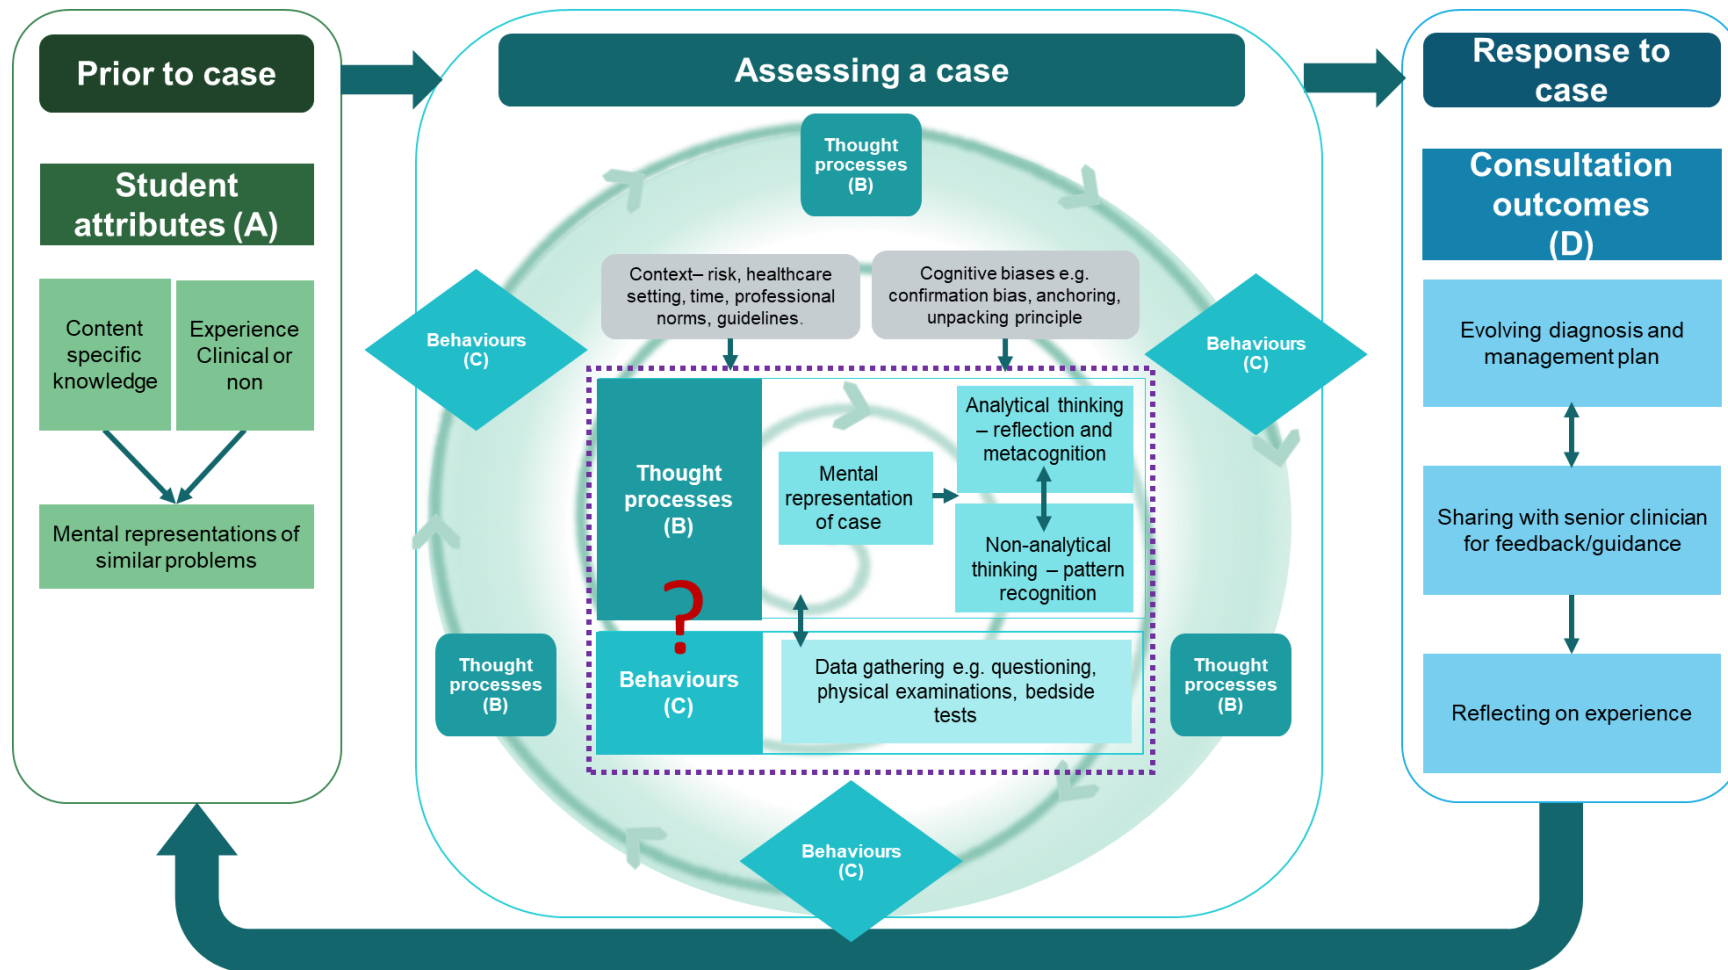 Prior to case
Student
attributes (A)
Content
specific
knowledge
Experience
Clinical or
non
Mental representations of
similar problems
Assessing a case
Thought
processes
(B)
Behaviours
(C)
Context– risk, healthcare
setting, time, professional
norms, guidelines.
Cognitive biases e.g.
confirmation bias, anchoring,
unpacking principle
Behaviours
(C)
Thought
processes
(B)
Mental
representation
of case
Analytical thinking
– reflection and
metacognition
Non-analytical
thinking – pattern
recognition
?
Behaviours
(C)
Data gathering e.g. questioning,
physical examinations, bedside
tests
Thought
processes
(B)
Thought
processes
(B)
Behaviours
(C)
Response to
case
Consultation
outcomes
(D)
Evolving diagnosis and
management plan
Sharing with senior clinician
for feedback/guidance
Reflecting on experience